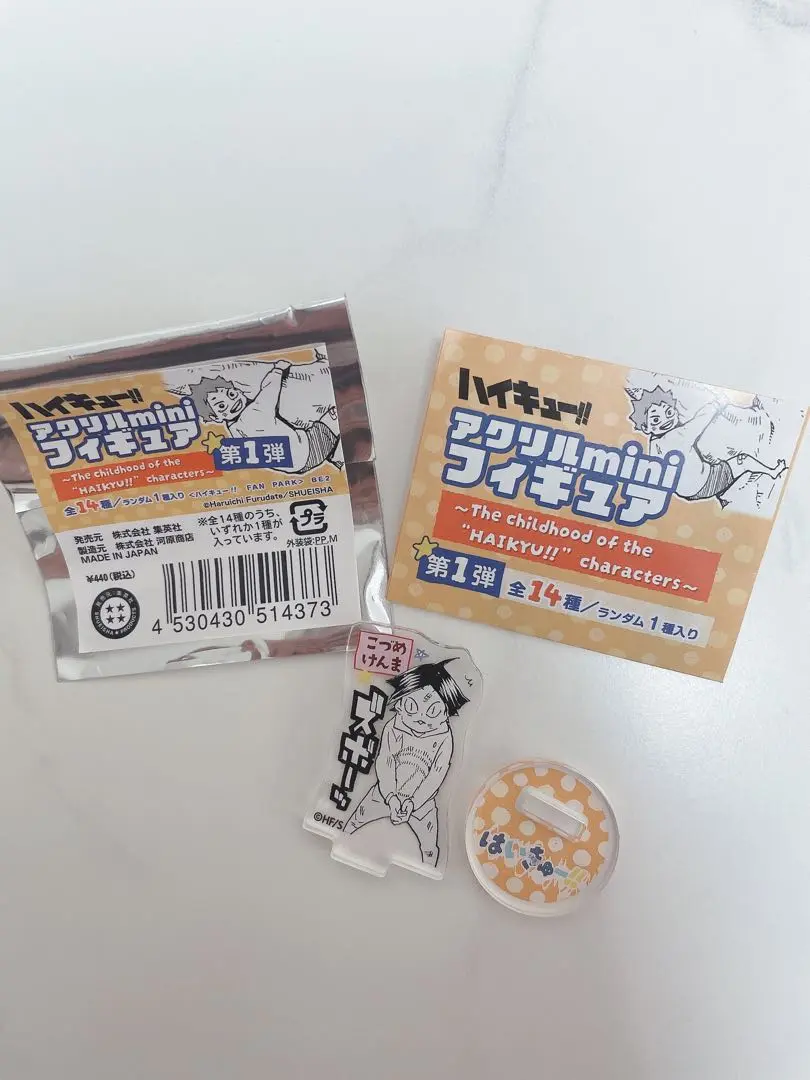 ハイキュー!!
アクリルmini
フィギュア
第1弾
~The childhood of the
"HAIKYU!!" characters~
全14種/ランダム1種入り <ハイキュー!! FAN PARK> BE2
©Haruichi Furudate/SHUEISHA
発売元 株式会社 集英社
製造元 株式会社 河原商店
MADE IN JAPAN
※全14種のうち、
いずれか1種が
入っています。
プラ
外装袋:PP,M
¥440(税込)
4 530430 514373
ハイキュー!!
アクリルmini
フィギュア
~The childhood of the
"HAIKYU!!" characters~
第1弾 全14種/ランダム1種入り
こづめ
けんま
©HF/S
はいきゅー!!